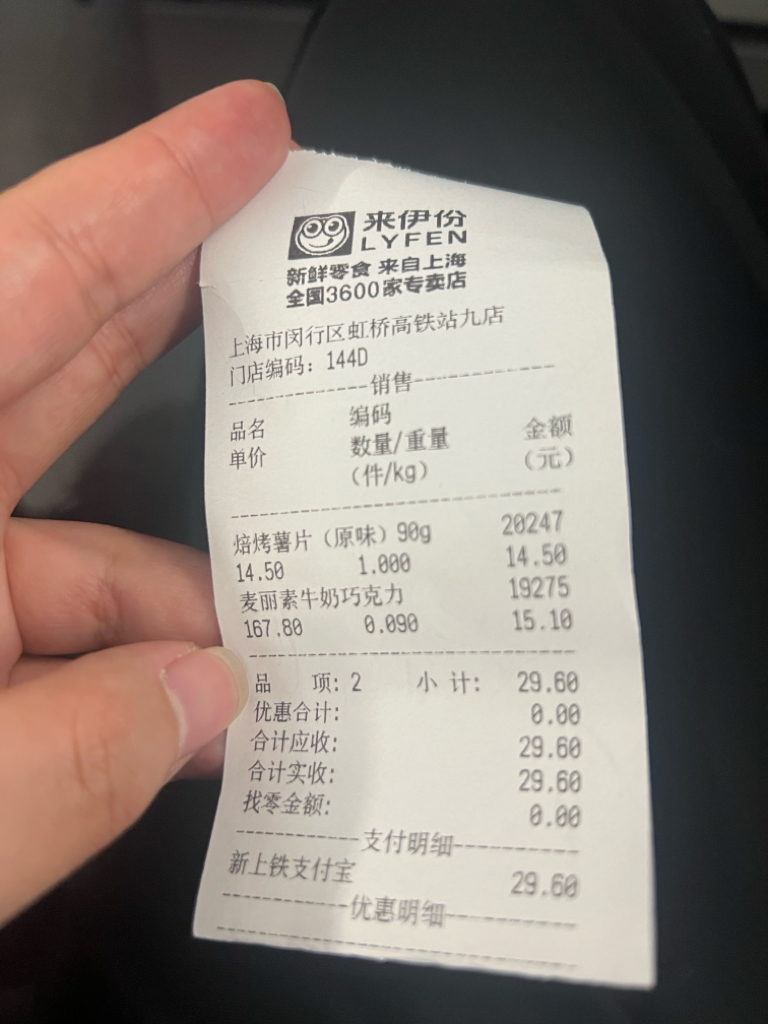 来伊份
LYFEN
新鲜零食 来自上海
全国3600家专卖店
上海市闵行区虹桥高铁站九店
门店编码：144D
销售
品名 编码 金额
单价 数量/重量 （元）
（件/kg）
焙烤薯片（原味）90g 20247
14.50 1.000 14.50
麦丽素牛奶巧克力 19275
167.80 0.090 15.10
品 项：2 小 计： 29.60
优惠合计： 0.00
合计应收： 29.60
合计实收： 29.60
找零金额： 0.00
支付明细
新上铁支付宝 29.60
优惠明细